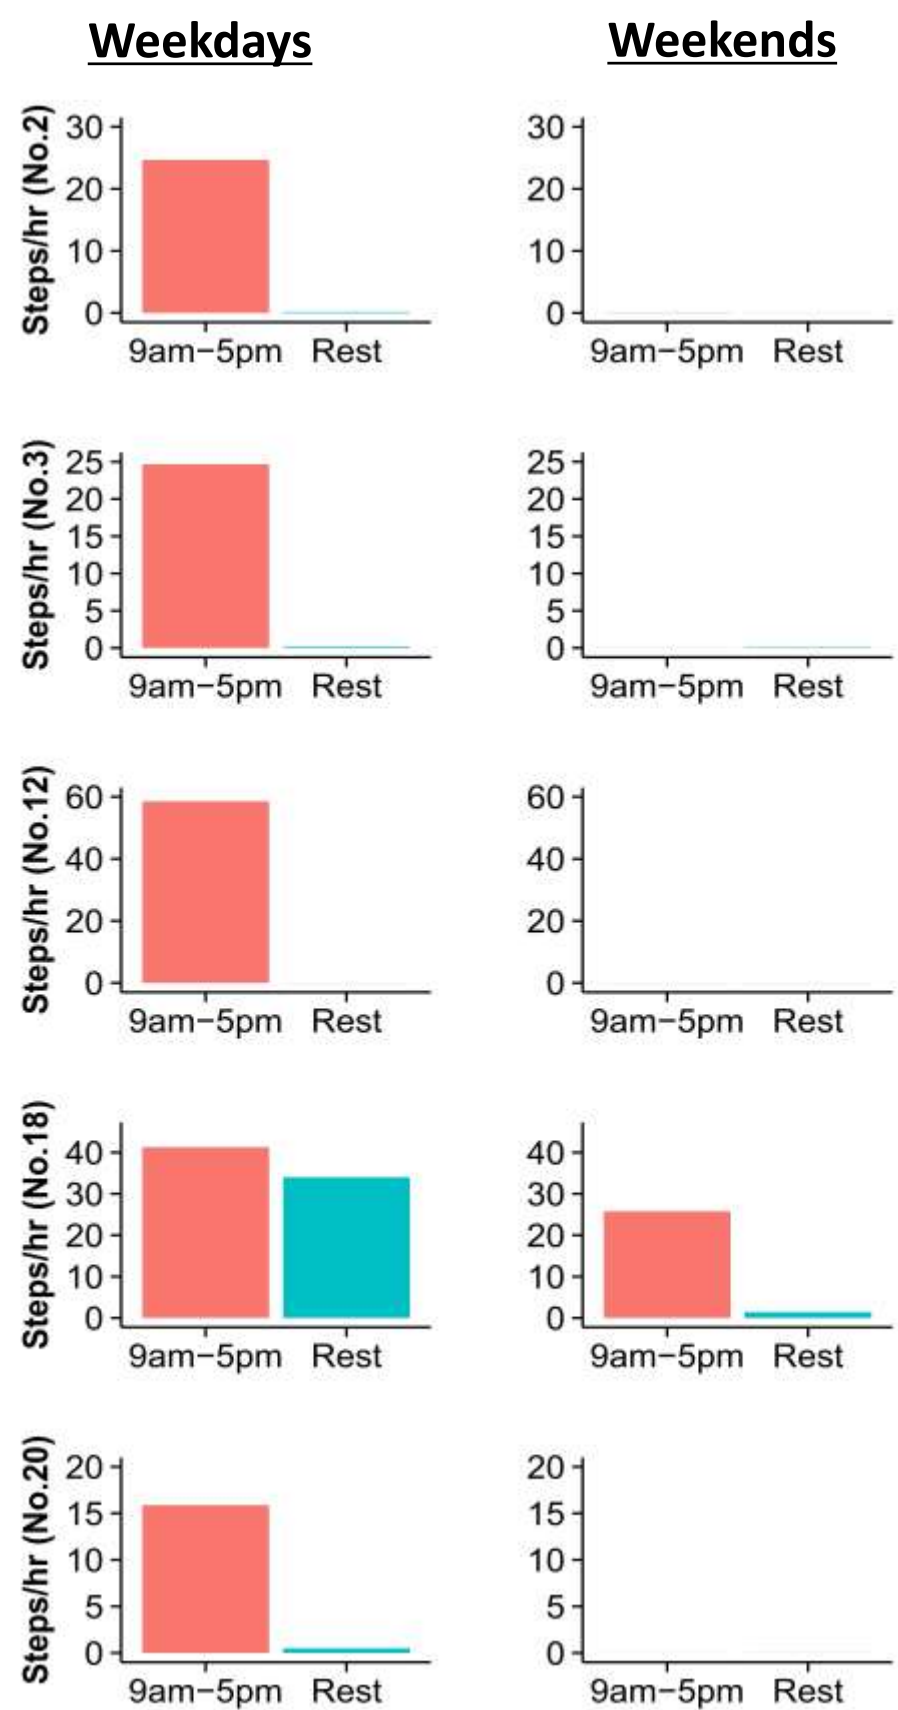 Weekdays Weekends
Steps/hr (No.2)
30 30
20 20
10 10
0 0
9am−5pm Rest 9am−5pm Rest
Steps/hr (No.3)
25 25
20 20
15 15
10 10
5 5
0 0
9am−5pm Rest 9am−5pm Rest
Steps/hr (No.12)
60 60
40 40
20 20
0 0
9am−5pm Rest 9am−5pm Rest
Steps/hr (No.18)
40 40
30 30
20 20
10 10
0 0
9am−5pm Rest 9am−5pm Rest
Steps/hr (No.20)
20 20
15 15
10 10
5 5
0 0
9am−5pm Rest 9am−5pm Rest